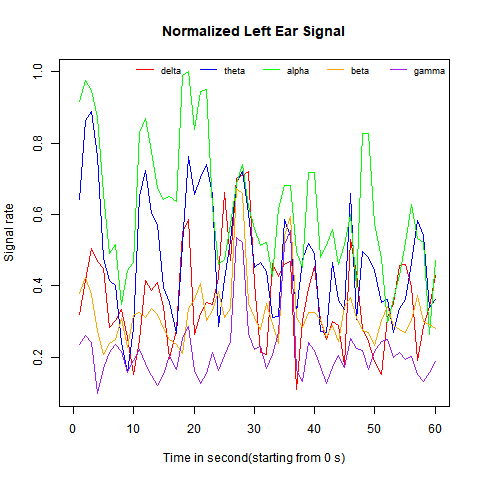 Normalized Left Ear Signal
delta theta alpha beta gamma
Signal rate
1.0
0.8
0.6
0.4
0.2
0 10 20 30 40 50 60
Time in second(starting from 0 s)